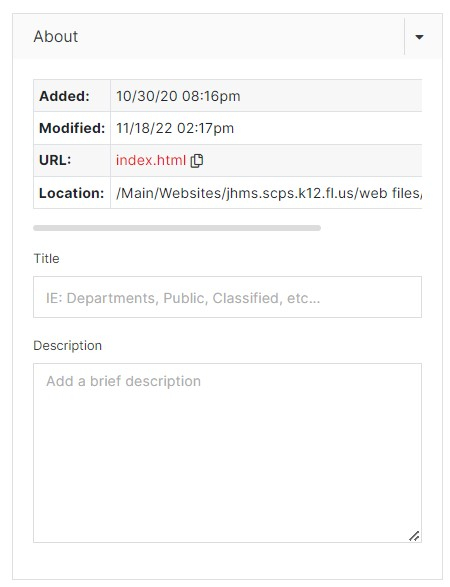 About
Added: 10/30/20 08:16pm
Modified: 11/18/22 02:17pm
URL: index.html
Location: /Main/Websites/jhms.scps.k12.fl.us/web files/
Title
IE: Departments, Public, Classified, etc...
Description
Add a brief description